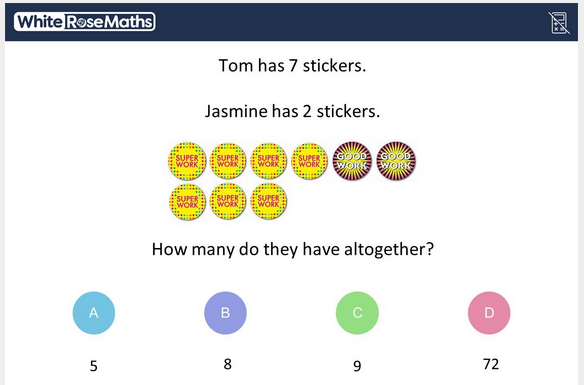 White Rose Maths
Tom has 7 stickers.
Jasmine has 2 stickers.
SUPER WORK SUPER WORK SUPER WORK SUPER WORK GOOD WORK GOOD WORK
SUPER WORK SUPER WORK SUPER WORK
How many do they have altogether?
A B C D
5 8 9 72